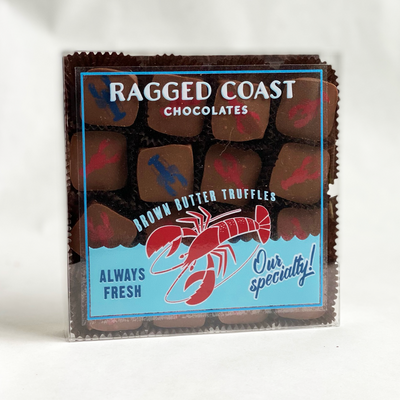 RAGGED COAST
CHOCOLATES
BROWN BUTTER TRUFFLES
ALWAYS
FRESH
Our
specialty!